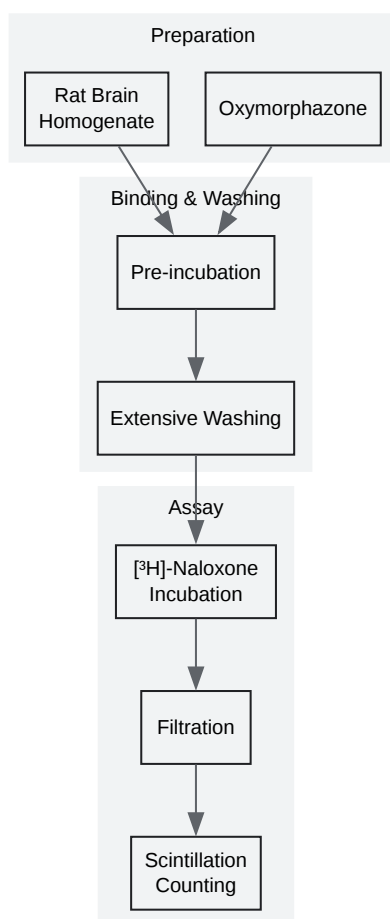 Preparation
Rat Brain
Homogenate
Oxymorphazone
Binding & Washing
Pre-incubation
Extensive Washing
Assay
[³H]-Naloxone
Incubation
Filtration
Scintillation
Counting